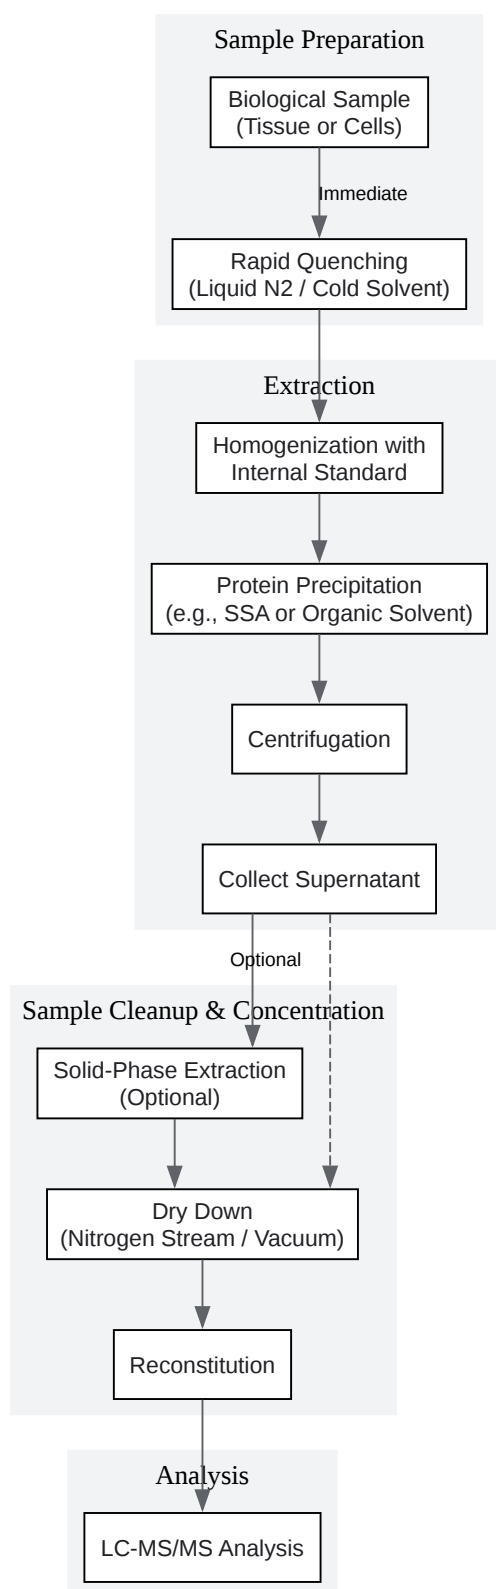 Sample Preparation
Biological Sample
(Tissue or Cells)
Immediate
Rapid Quenching
(Liquid N2 / Cold Solvent)
Extraction
Homogenization with
Internal Standard
Protein Precipitation
(e.g., SSA or Organic Solvent)
Centrifugation
Collect Supernatant
Optional
Sample Cleanup & Concentration
Solid-Phase Extraction
(Optional)
Dry Down
(Nitrogen Stream / Vacuum)
Reconstitution
Analysis
LC-MS/MS Analysis